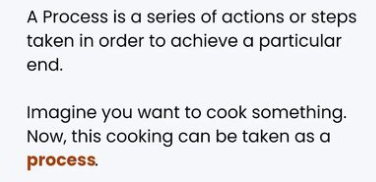 A Process is a series of actions or steps
taken in order to achieve a particular
end.
Imagine you want to cook something.
Now, this cooking can be taken as a
process.